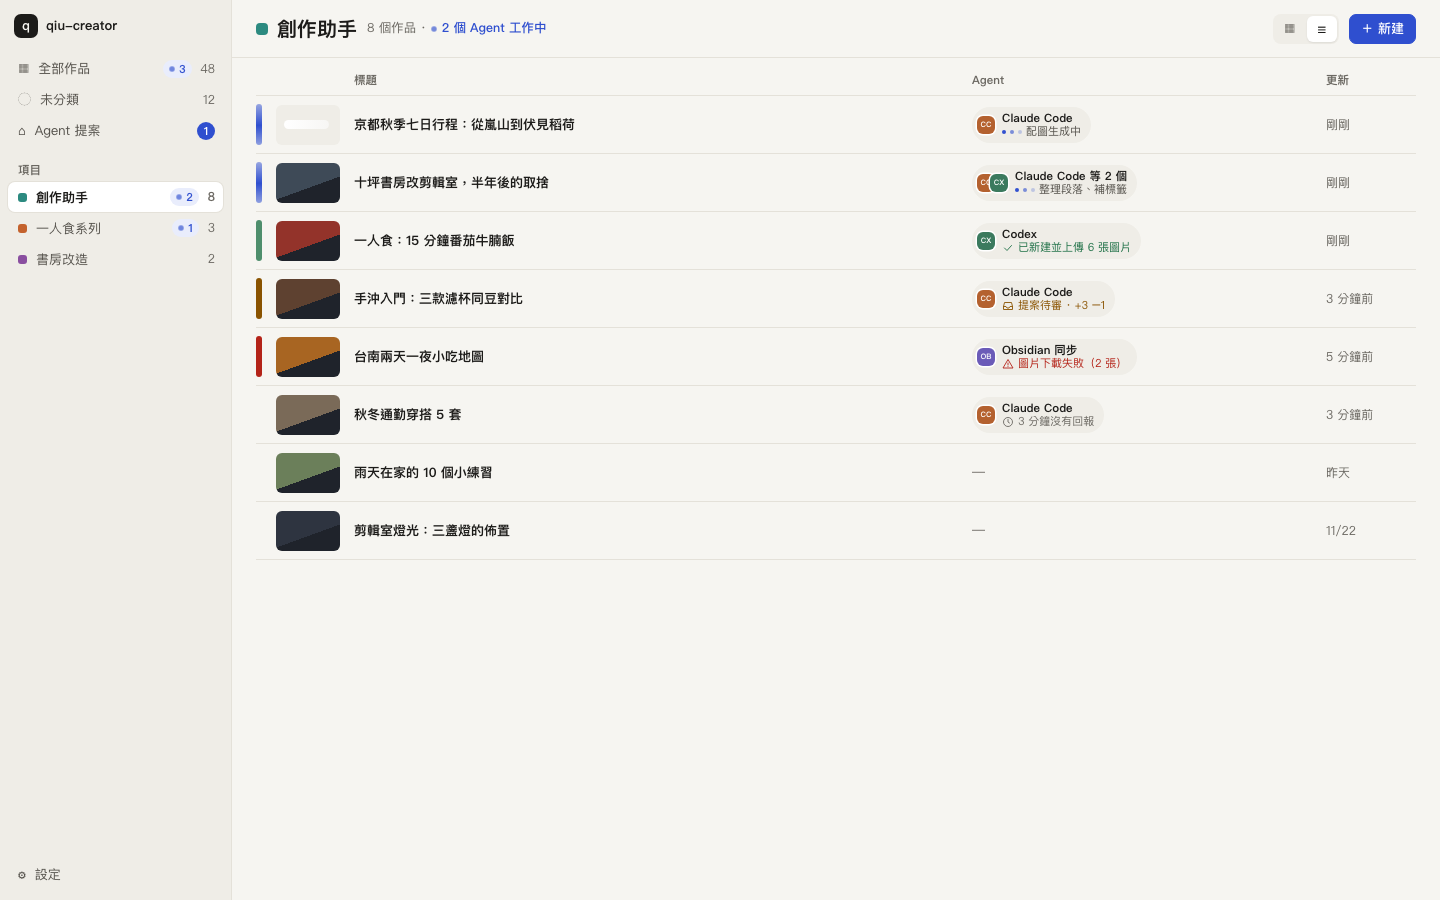 q qiu-creator
全部作品 3 48
未分類 12
Agent 提案 1
項目
創作助手 2 8
一人食系列 1 3
書房改造 2
設定
創作助手 8 個作品 · 2 個 Agent 工作中
+ 新建
標題 Agent 更新
京都秋季七日行程：從嵐山到伏見稻荷
CC Claude Code
配圖生成中
剛剛
十坪書房改剪輯室，半年後的取捨
CC CX Claude Code 等 2 個
整理段落、補標籤
剛剛
一人食：15 分鐘番茄牛腩飯
CX Codex
已新建並上傳 6 張圖片
剛剛
手沖入門：三款濾杯同豆對比
CC Claude Code
提案待審 · +3 −1
3 分鐘前
台南兩天一夜小吃地圖
OB Obsidian 同步
圖片下載失敗（2 張）
5 分鐘前
秋冬通勤穿搭 5 套
CC Claude Code
3 分鐘沒有回報
3 分鐘前
雨天在家的 10 個小練習
—
昨天
剪輯室燈光：三盞燈的佈置
—
11/22